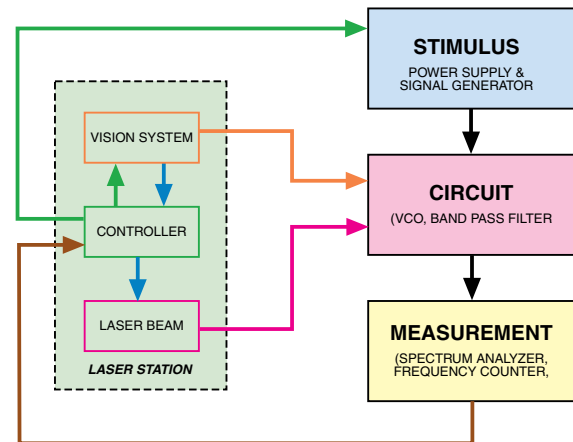 STIMULUS
POWER SUPPLY &
SIGNAL GENERATOR
VISION SYSTEM
CONTROLLER
LASER BEAM
LASER STATION
CIRCUIT
(VCO, BAND PASS FILTER
MEASUREMENT
(SPECTRUM ANALYZER,
FREQUENCY COUNTER,